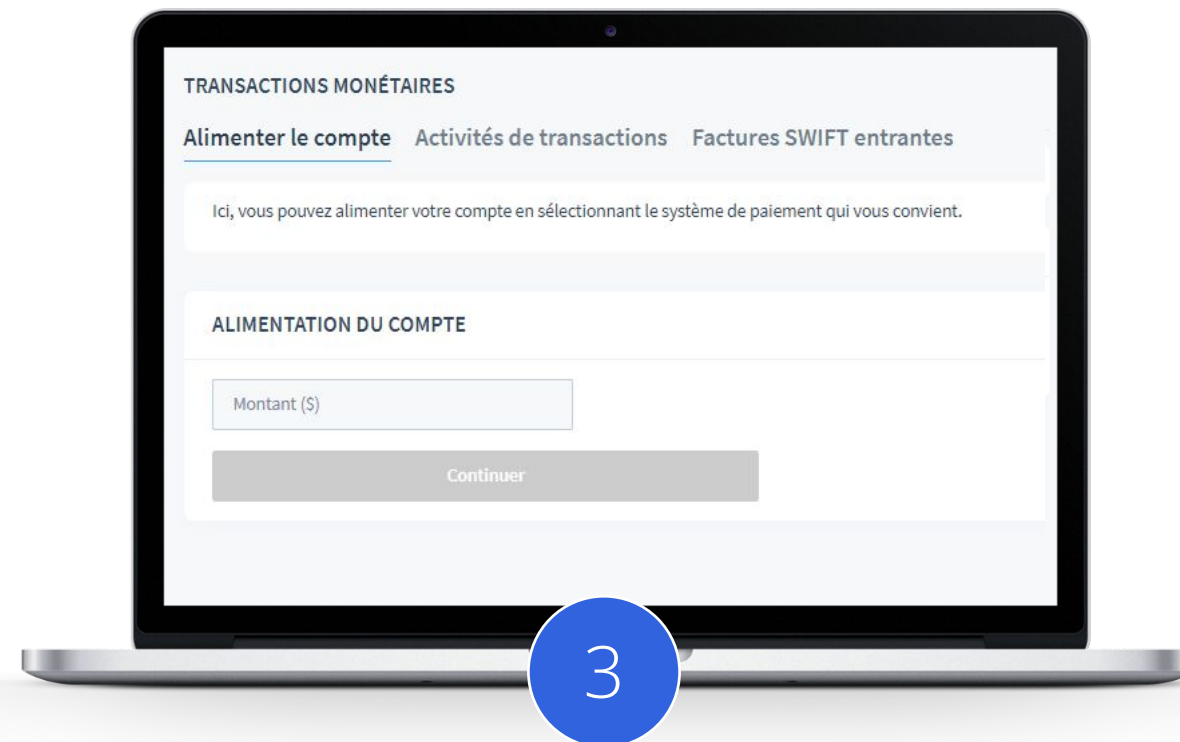 TRANSACTIONS MONÉTAIRES
Alimenter le compte Activités de transactions Factures SWIFT entrantes
Ici, vous pouvez alimenter votre compte en sélectionnant le système de paiement qui vous convient.
ALIMENTATION DU COMPTE
Montant ($)
Continuer
3